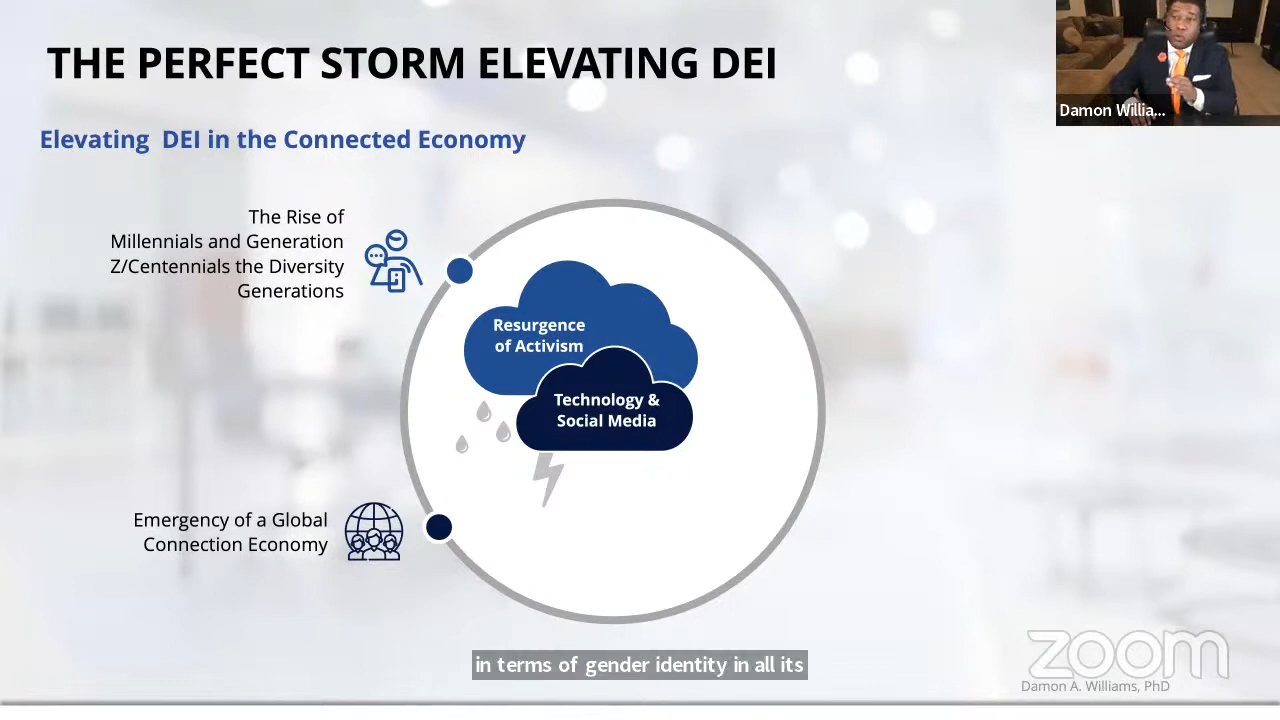 THE PERFECT STORM ELEVATING DEI
Damon Willia...
Elevating DEI in the Connected Economy
The Rise of
Millennials and Generation
Z/Centennials the Diversity
Generations
Resurgence
of Activism
Technology &
Social Media
Emergency of a Global
Connection Economy
in terms of gender identity in all its
zoom
Damon A. Williams, PhD